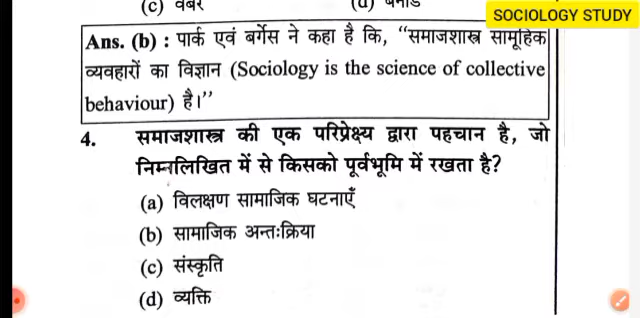 (c) वेबर
SOCIOLOGY STUDY
Ans. (b) : पार्क एवं बर्गेस ने कहा है कि, “समाजशास्त्र सामूहिक
व्यवहारों का विज्ञान (Sociology is the science of collective
behaviour) है।”
4. समाजशास्त्र की एक परिप्रेक्ष्य द्वारा पहचान है, जो
निम्नलिखित में से किसको पूर्वभूमि में रखता है?
(a) विलक्षण सामाजिक घटनाएँ
(b) सामाजिक अन्तःक्रिया
(c) संस्कृति
(d) व्यक्ति